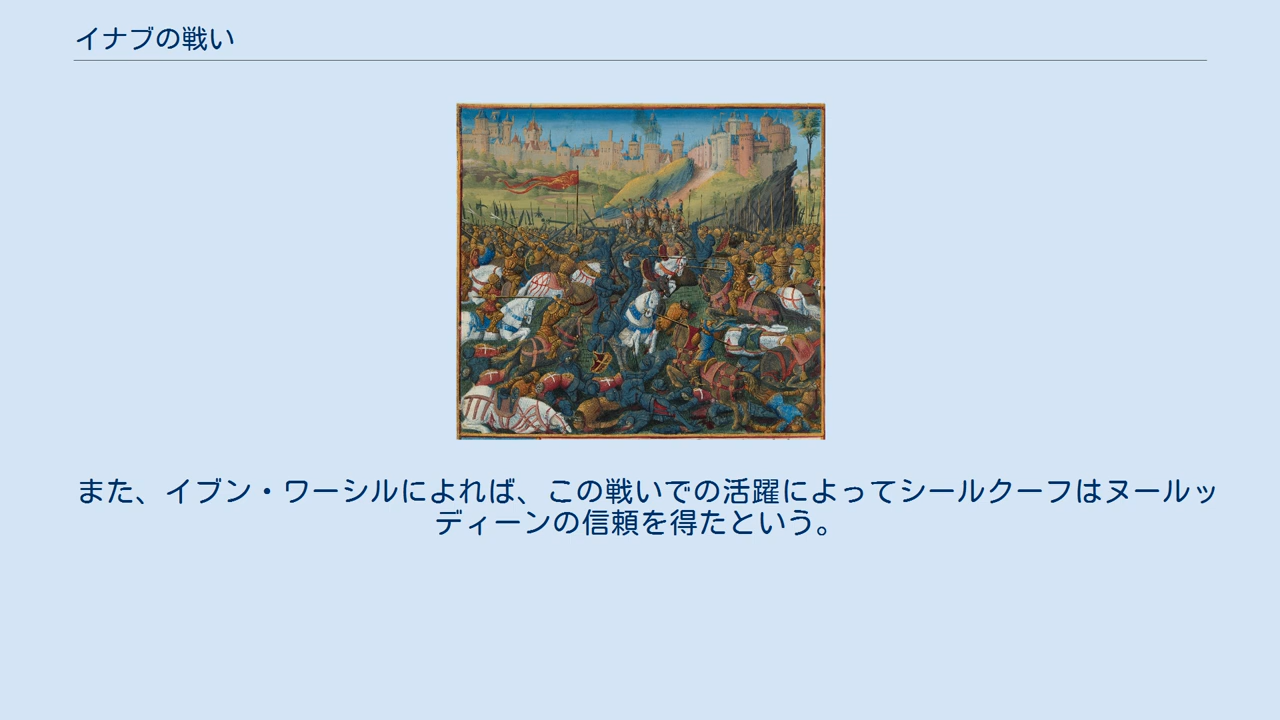 イナブの戦い
また、イブン・ワーシルによれば、この戦いでの活躍によってシールクーフはヌールッ
ディーンの信頼を得たという。